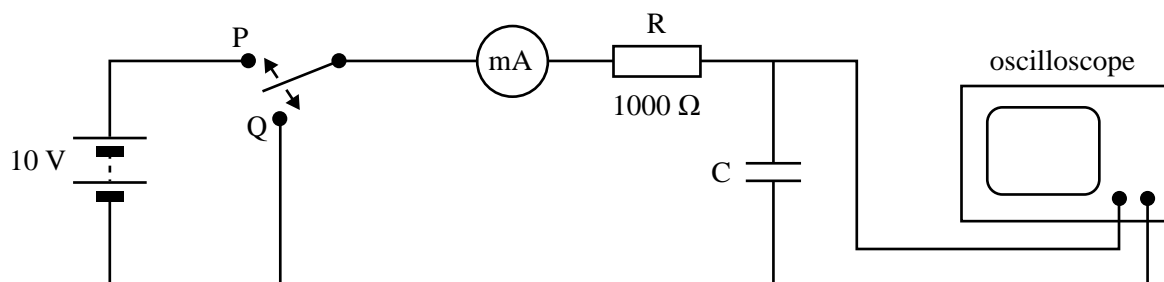 P
R
mA
oscilloscope
1000 Ω
Q
10 V
C